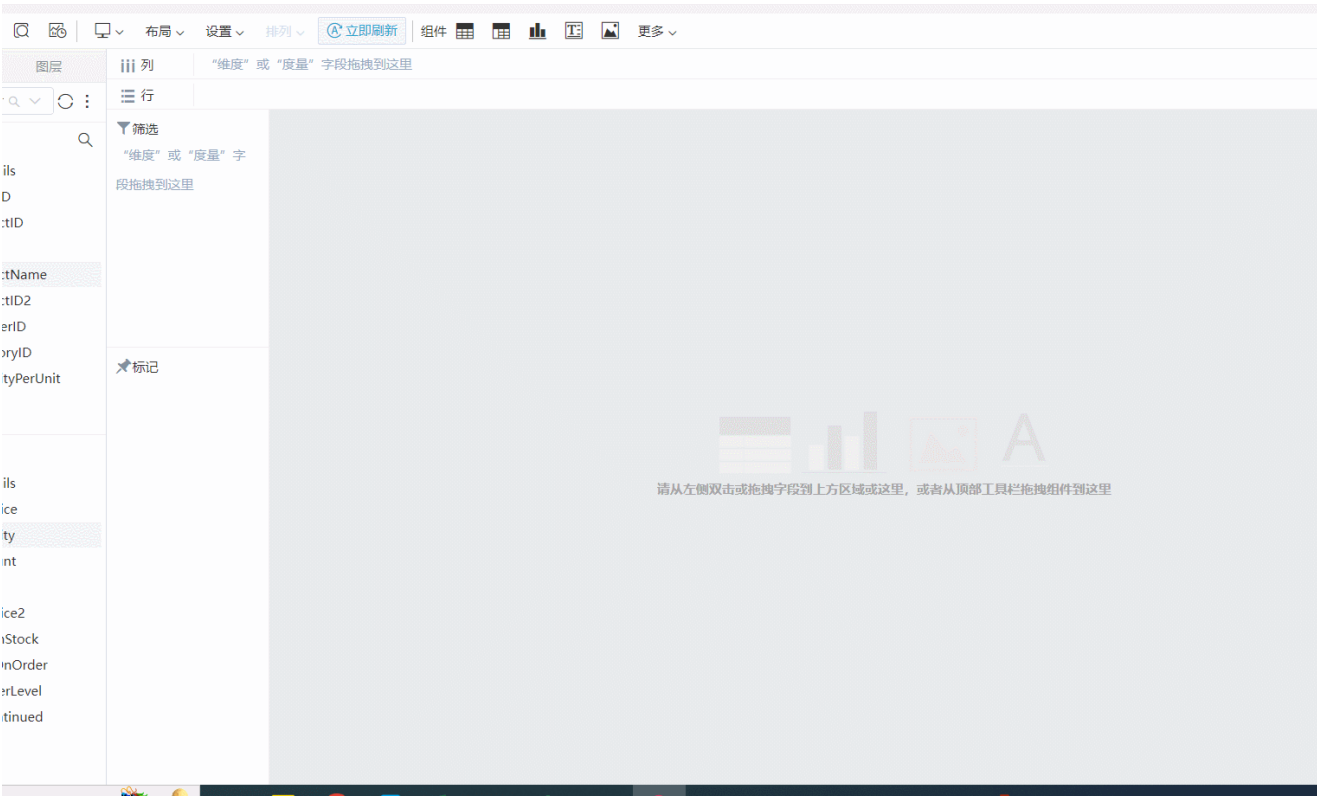 布局 设置 排列 立即刷新 组件 更多
图层
列 “维度”或“度量”字段拖拽到这里
行
筛选
“维度”或“度量”字
段拖拽到这里
ils
D
ctID
ctName
ctID2
erID
oryID
ityPerUnit
标记
ils
ice
ity
unt
ice2
nStock
OnOrder
erLevel
tinued
A
请从左侧双击或拖拽字段到上方区域或这里，或者从顶部工具栏拖拽组件到这里